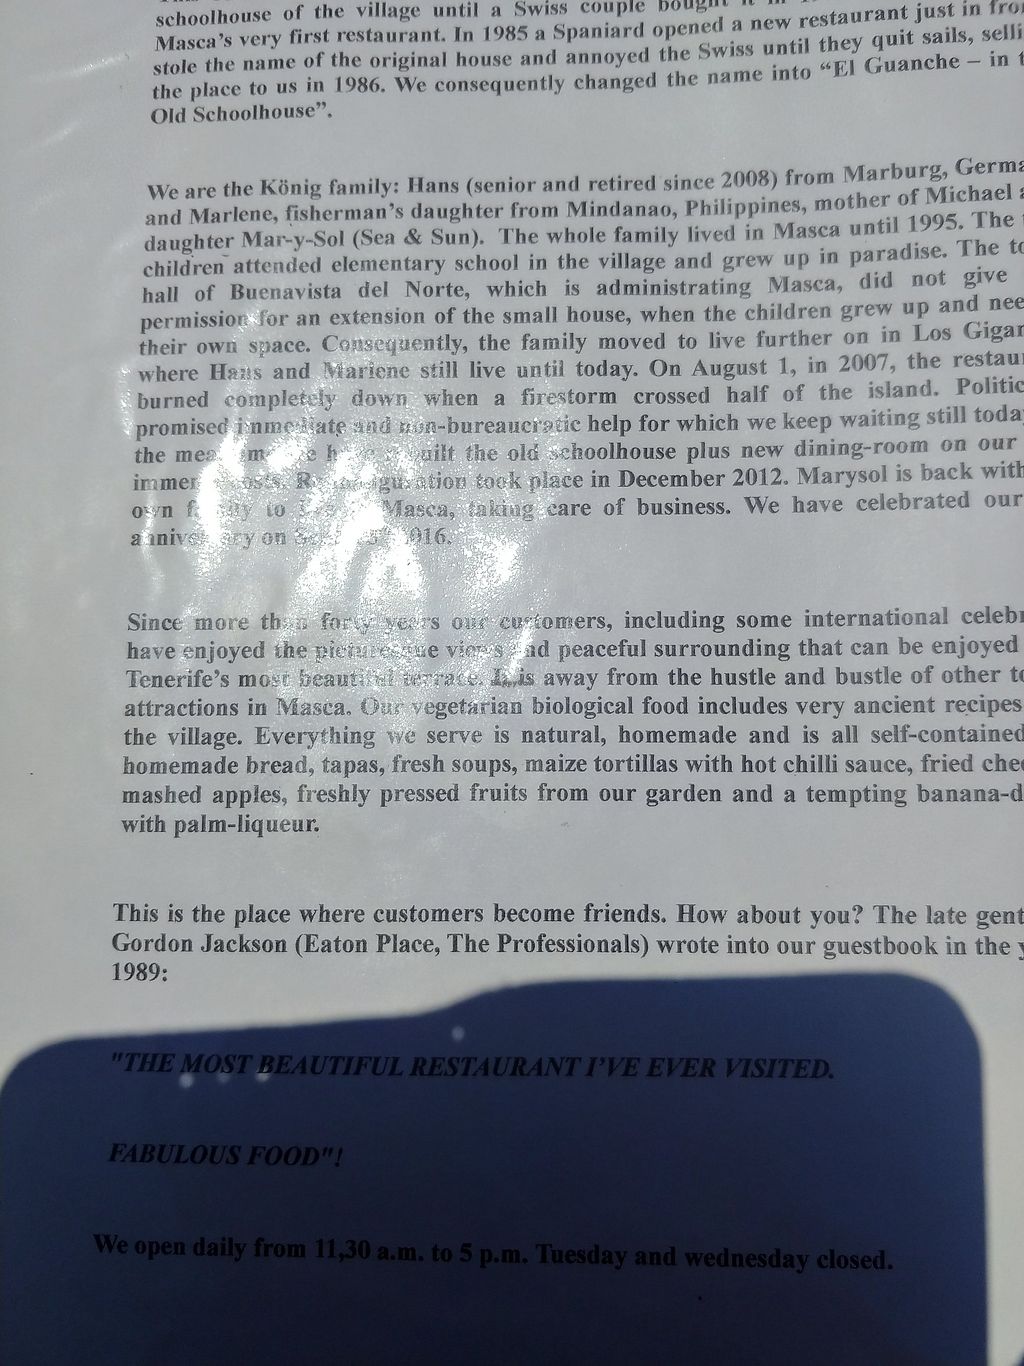 schoolhouse of the village until a Swiss couple bought it in
Masca's very first restaurant. In 1985 a Spaniard opened a new restaurant just in
stole the name of the original house and annoyed the Swiss until they quit sails,
the place to us in 1986. We consequently changed the name into “El Guanche – in
Old Schoolhouse”.
We are the König family: Hans (senior and retired since 2008) from Marburg,
and Marlene, fisherman's daughter from Mindanao, Philippines, mother of Michael
daughter Mar-y-Sol (Sea & Sun). The whole family lived in Masca until 1995. The
children attended elementary school in the village and grew up in paradise. The
hall of Buenavista del Norte, which is administrating Masca, did not give
permission for an extension of the small house, when the children grew up and
their own space. Consequently, the family moved to live further on in Los
where Hans and Marlene still live until today. On August 1, in 2007, the
burned completely down when a firestorm crossed half of the island.
promised immediate and non-bureaucratic help for which we keep waiting still
the the old schoolhouse plus new dining-room on our
took place in December 2012. Marysol is back with
own to Masca, taking care of business. We have celebrated our
anniversary on
Since more than forty years our customers, including some international
have enjoyed the picturesque views and peaceful surrounding that can be enjoyed
Tenerife's most beautiful terrace. It is away from the hustle and bustle of other
attractions in Masca. Our vegetarian biological food includes very ancient recipes
the village. Everything we serve is natural, homemade and is all self-contained
homemade bread, tapas, fresh soups, maize tortillas with hot chilli sauce, fried
mashed apples, freshly pressed fruits from our garden and a tempting
with palm-liqueur.
This is the place where customers become friends. How about you? The late
Gordon Jackson (Eaton Place, The Professionals) wrote into our guestbook in the
1989:
"THE MOST BEAUTIFUL RESTAURANT I'VE EVER VISITED.
FABULOUS FOOD"!
We open daily from 11,30 a.m. to 5 p.m. Tuesday and wednesday closed.